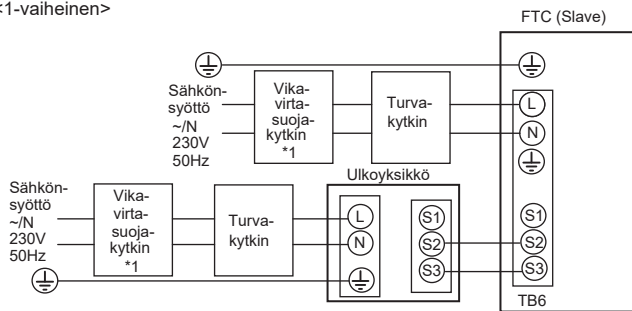 <1-vaiheinen>
FTC (Slave)
Sähkön-
syöttö
~/N
230V
50Hz
Vika-
virta-
suoja-
kytkin
*1
Turva-
kytkin
L
N
Ulkoyksikkö
Sähkön-
syöttö
~/N
230V
50Hz
Vika-
virta-
suoja-
kytkin
*1
Turva-
kytkin
L
N
S1
S2
S3
S1
S2
S3
TB6